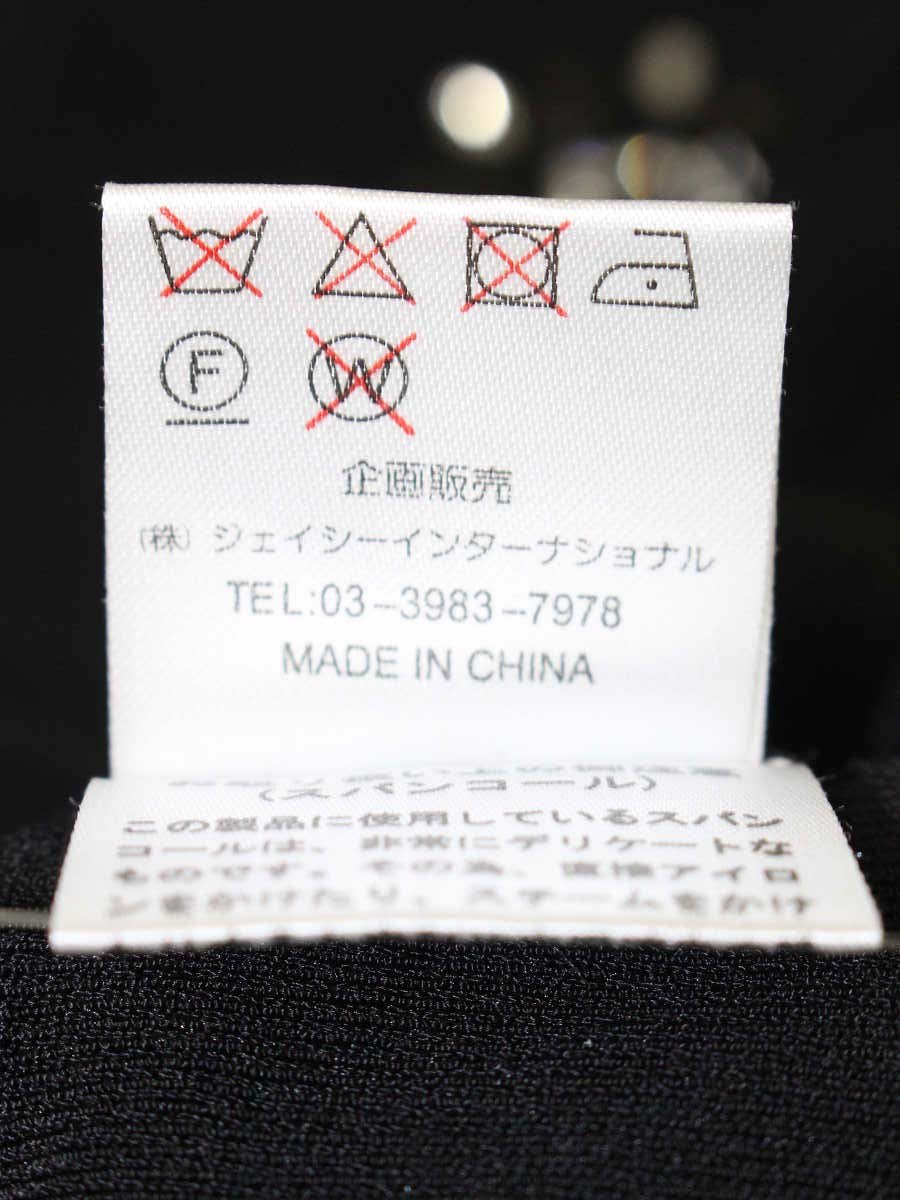 F W
企画販売
(株) ジェイシーインターナショナル
TEL:03-3983-7978
MADE IN CHINA
(スパンコール)
この製品に使用しているスパン
コールは、非常にデリケートな
ものです。その為、直接アイロ
ンをかけたり、スチームをかけ